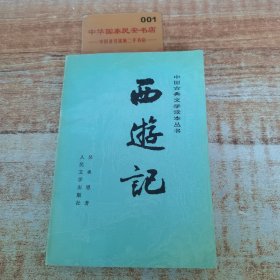 001
中华国泰民安书店
中国古典文学读本丛书
西遊記
吴承恩 著
人民文学出版社